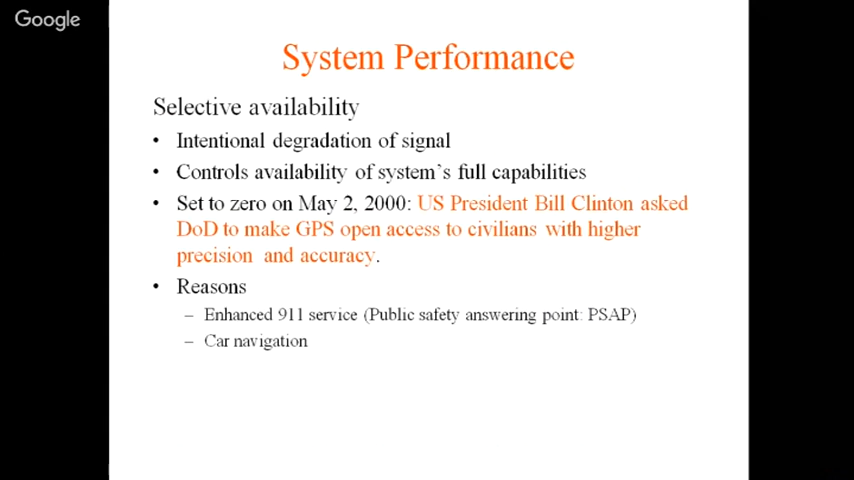 Google
System Performance
Selective availability
• Intentional degradation of signal
• Controls availability of system's full capabilities
• Set to zero on May 2, 2000: US President Bill Clinton asked
DoD to make GPS open access to civilians with higher
precision and accuracy.
• Reasons
– Enhanced 911 service (Public safety answering point: PSAP)
– Car navigation